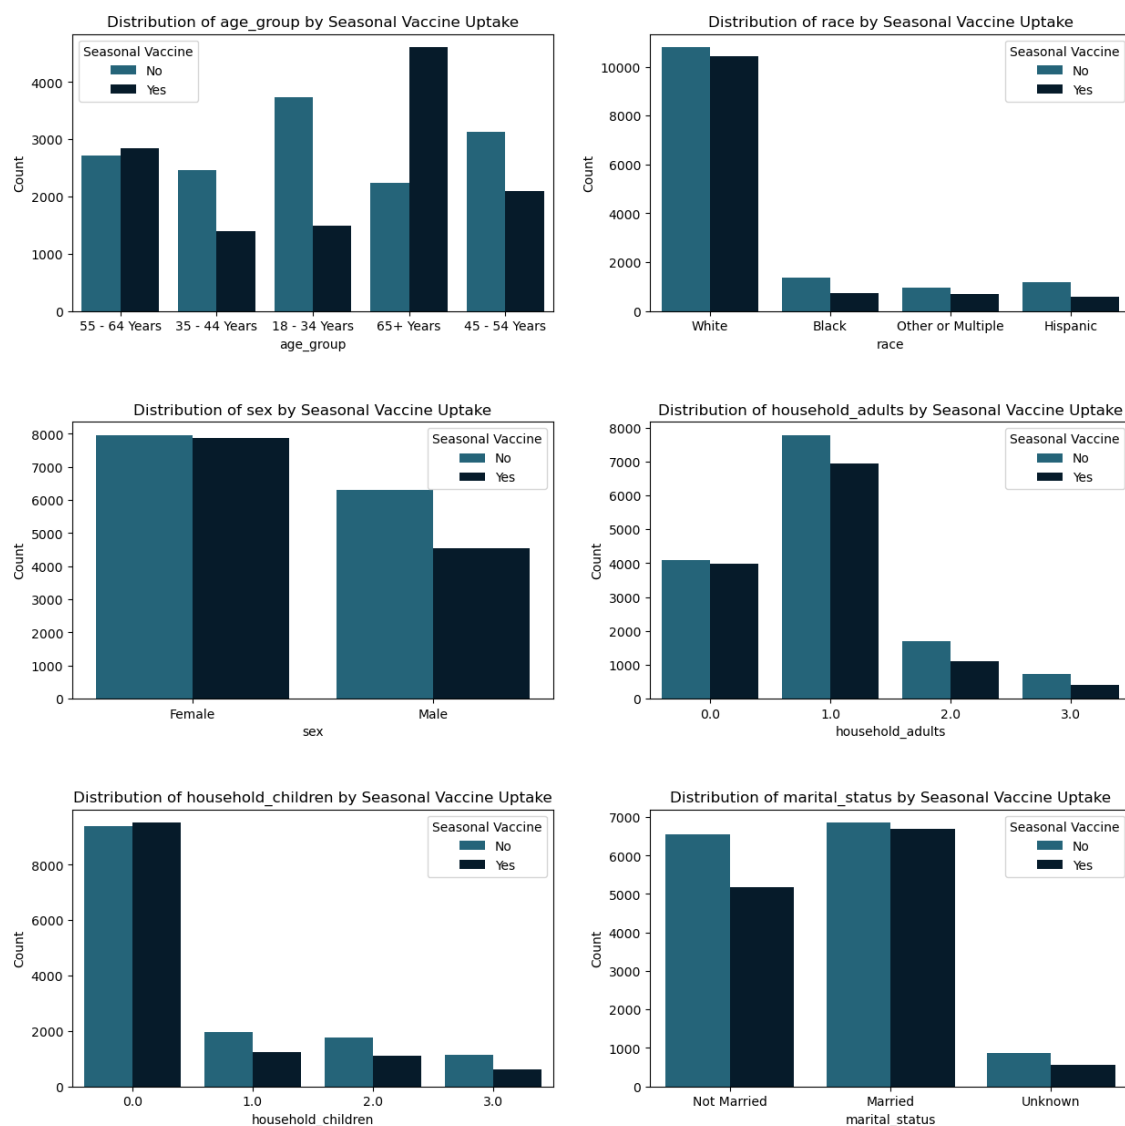 Distribution of age_group by Seasonal Vaccine Uptake
Seasonal Vaccine
No
Yes
Count
4000
3000
2000
1000
0
55 - 64 Years
35 - 44 Years
18 - 34 Years
65+ Years
45 - 54 Years
age_group
Distribution of race by Seasonal Vaccine Uptake
Seasonal Vaccine
No
Yes
Count
10000
8000
6000
4000
2000
0
White
Black
Other or Multiple
Hispanic
race
Distribution of sex by Seasonal Vaccine Uptake
Seasonal Vaccine
No
Yes
Count
8000
7000
6000
5000
4000
3000
2000
1000
0
Female
Male
sex
Distribution of household_adults by Seasonal Vaccine Uptake
Seasonal Vaccine
No
Yes
Count
8000
7000
6000
5000
4000
3000
2000
1000
0
0.0
1.0
2.0
3.0
household_adults
Distribution of household_children by Seasonal Vaccine Uptake
Seasonal Vaccine
No
Yes
Count
8000
6000
4000
2000
0
0.0
1.0
2.0
3.0
household_children
Distribution of marital_status by Seasonal Vaccine Uptake
Seasonal Vaccine
No
Yes
Count
7000
6000
5000
4000
3000
2000
1000
0
Not Married
Married
Unknown
marital_status